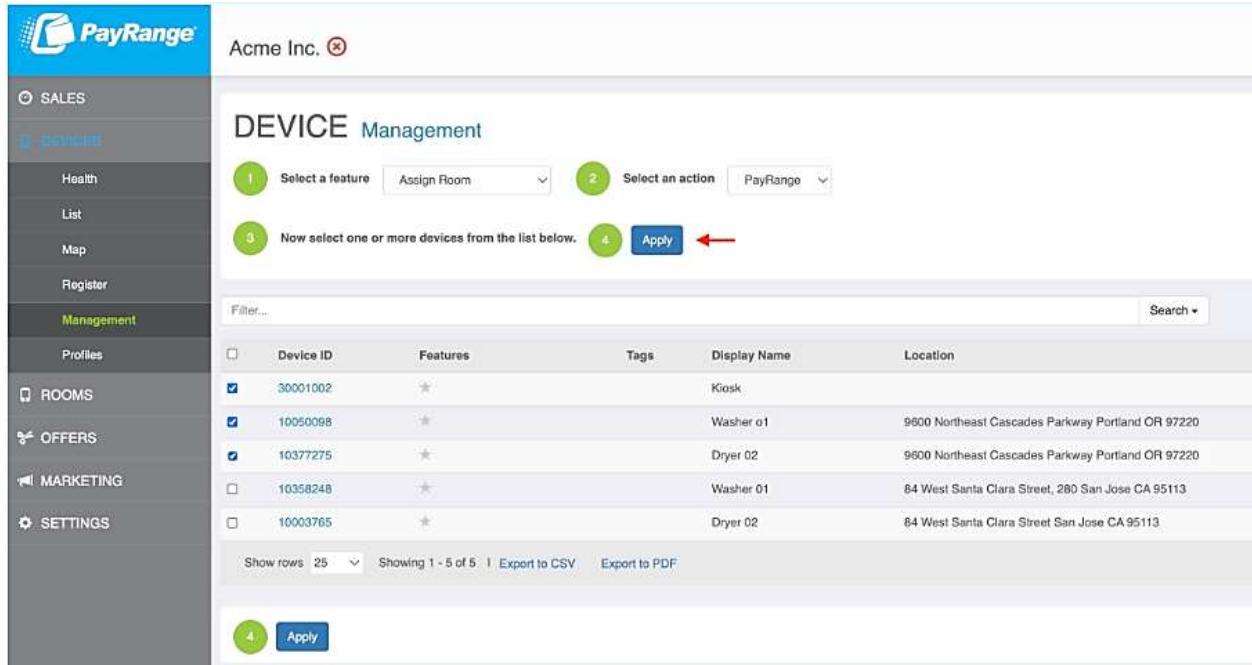 PayRange
Acme Inc.
SALES
DEVICES
Health
List
Map
Register
Management
Profiles
ROOMS
OFFERS
MARKETING
SETTINGS
DEVICE Management
1 Select a feature Assign Room 2 Select an action PayRange
3 Now select one or more devices from the list below. 4 Apply
Filter... Search
Device ID Features Tags Display Name Location
30001002 Kiosk
10050098 Washer o1 9600 Northeast Cascades Parkway Portland OR 97220
10377275 Dryer 02 9600 Northeast Cascades Parkway Portland OR 97220
10358248 Washer 01 84 West Santa Clara Street, 280 San Jose CA 95113
10003765 Dryer 02 84 West Santa Clara Street San Jose CA 95113
Show rows 25 Showing 1 - 5 of 5 | Export to CSV Export to PDF
4 Apply